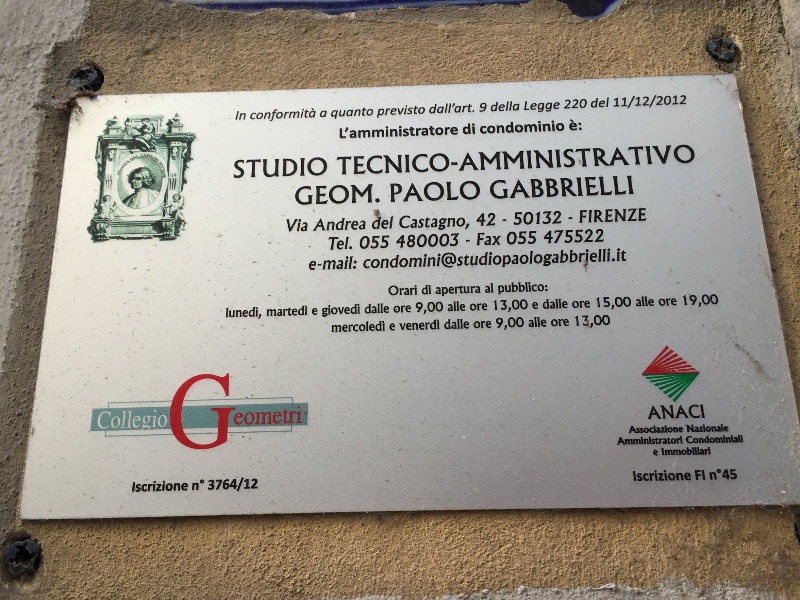 In conformità a quanto previsto dall'art. 9 della Legge 220 del 11/12/2012
L'amministratore di condominio è:
STUDIO TECNICO-AMMINISTRATIVO
GEOM. PAOLO GABBRIELLI
Via Andrea del Castagno, 42 - 50132 - FIRENZE
Tel. 055 480003 - Fax 055 475522
e-mail: condomini@studiopaologabbrielli.it
Orari di apertura al pubblico:
lunedì, martedì e giovedì dalle ore 9,00 alle ore 13,00 e dalle ore 15,00 alle ore 19,00
mercoledì e venerdì dalle ore 9,00 alle ore 13,00
Collegio Geometri
Iscrizione n° 3764/12
ANACI
Associazione Nazionale
Amministratori Condominiali
e Immobiliari
Iscrizione FI n°45